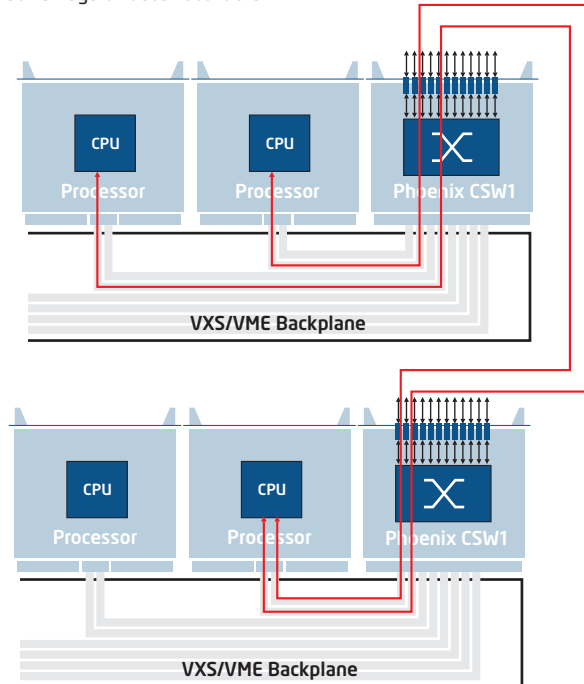 CPU
CPU
Processor
Processor
Phoenix CSW1
VXS/VME Backplane
CPU
CPU
Processor
Processor
Phoenix CSW1
VXS/VME Backplane